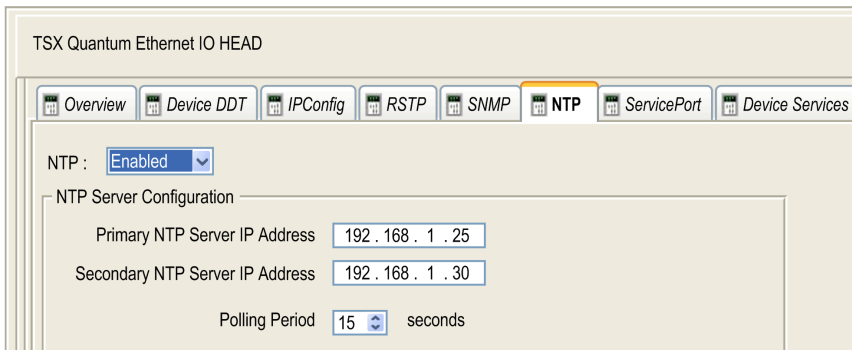 TSX Quantum Ethernet IO HEAD
Overview Device DDT IPConfig RSTP SNMP NTP ServicePort Device Services
NTP : Enabled
NTP Server Configuration
Primary NTP Server IP Address 192 . 168 . 1 . 25
Secondary NTP Server IP Address 192 . 168 . 1 . 30
Polling Period 15 seconds